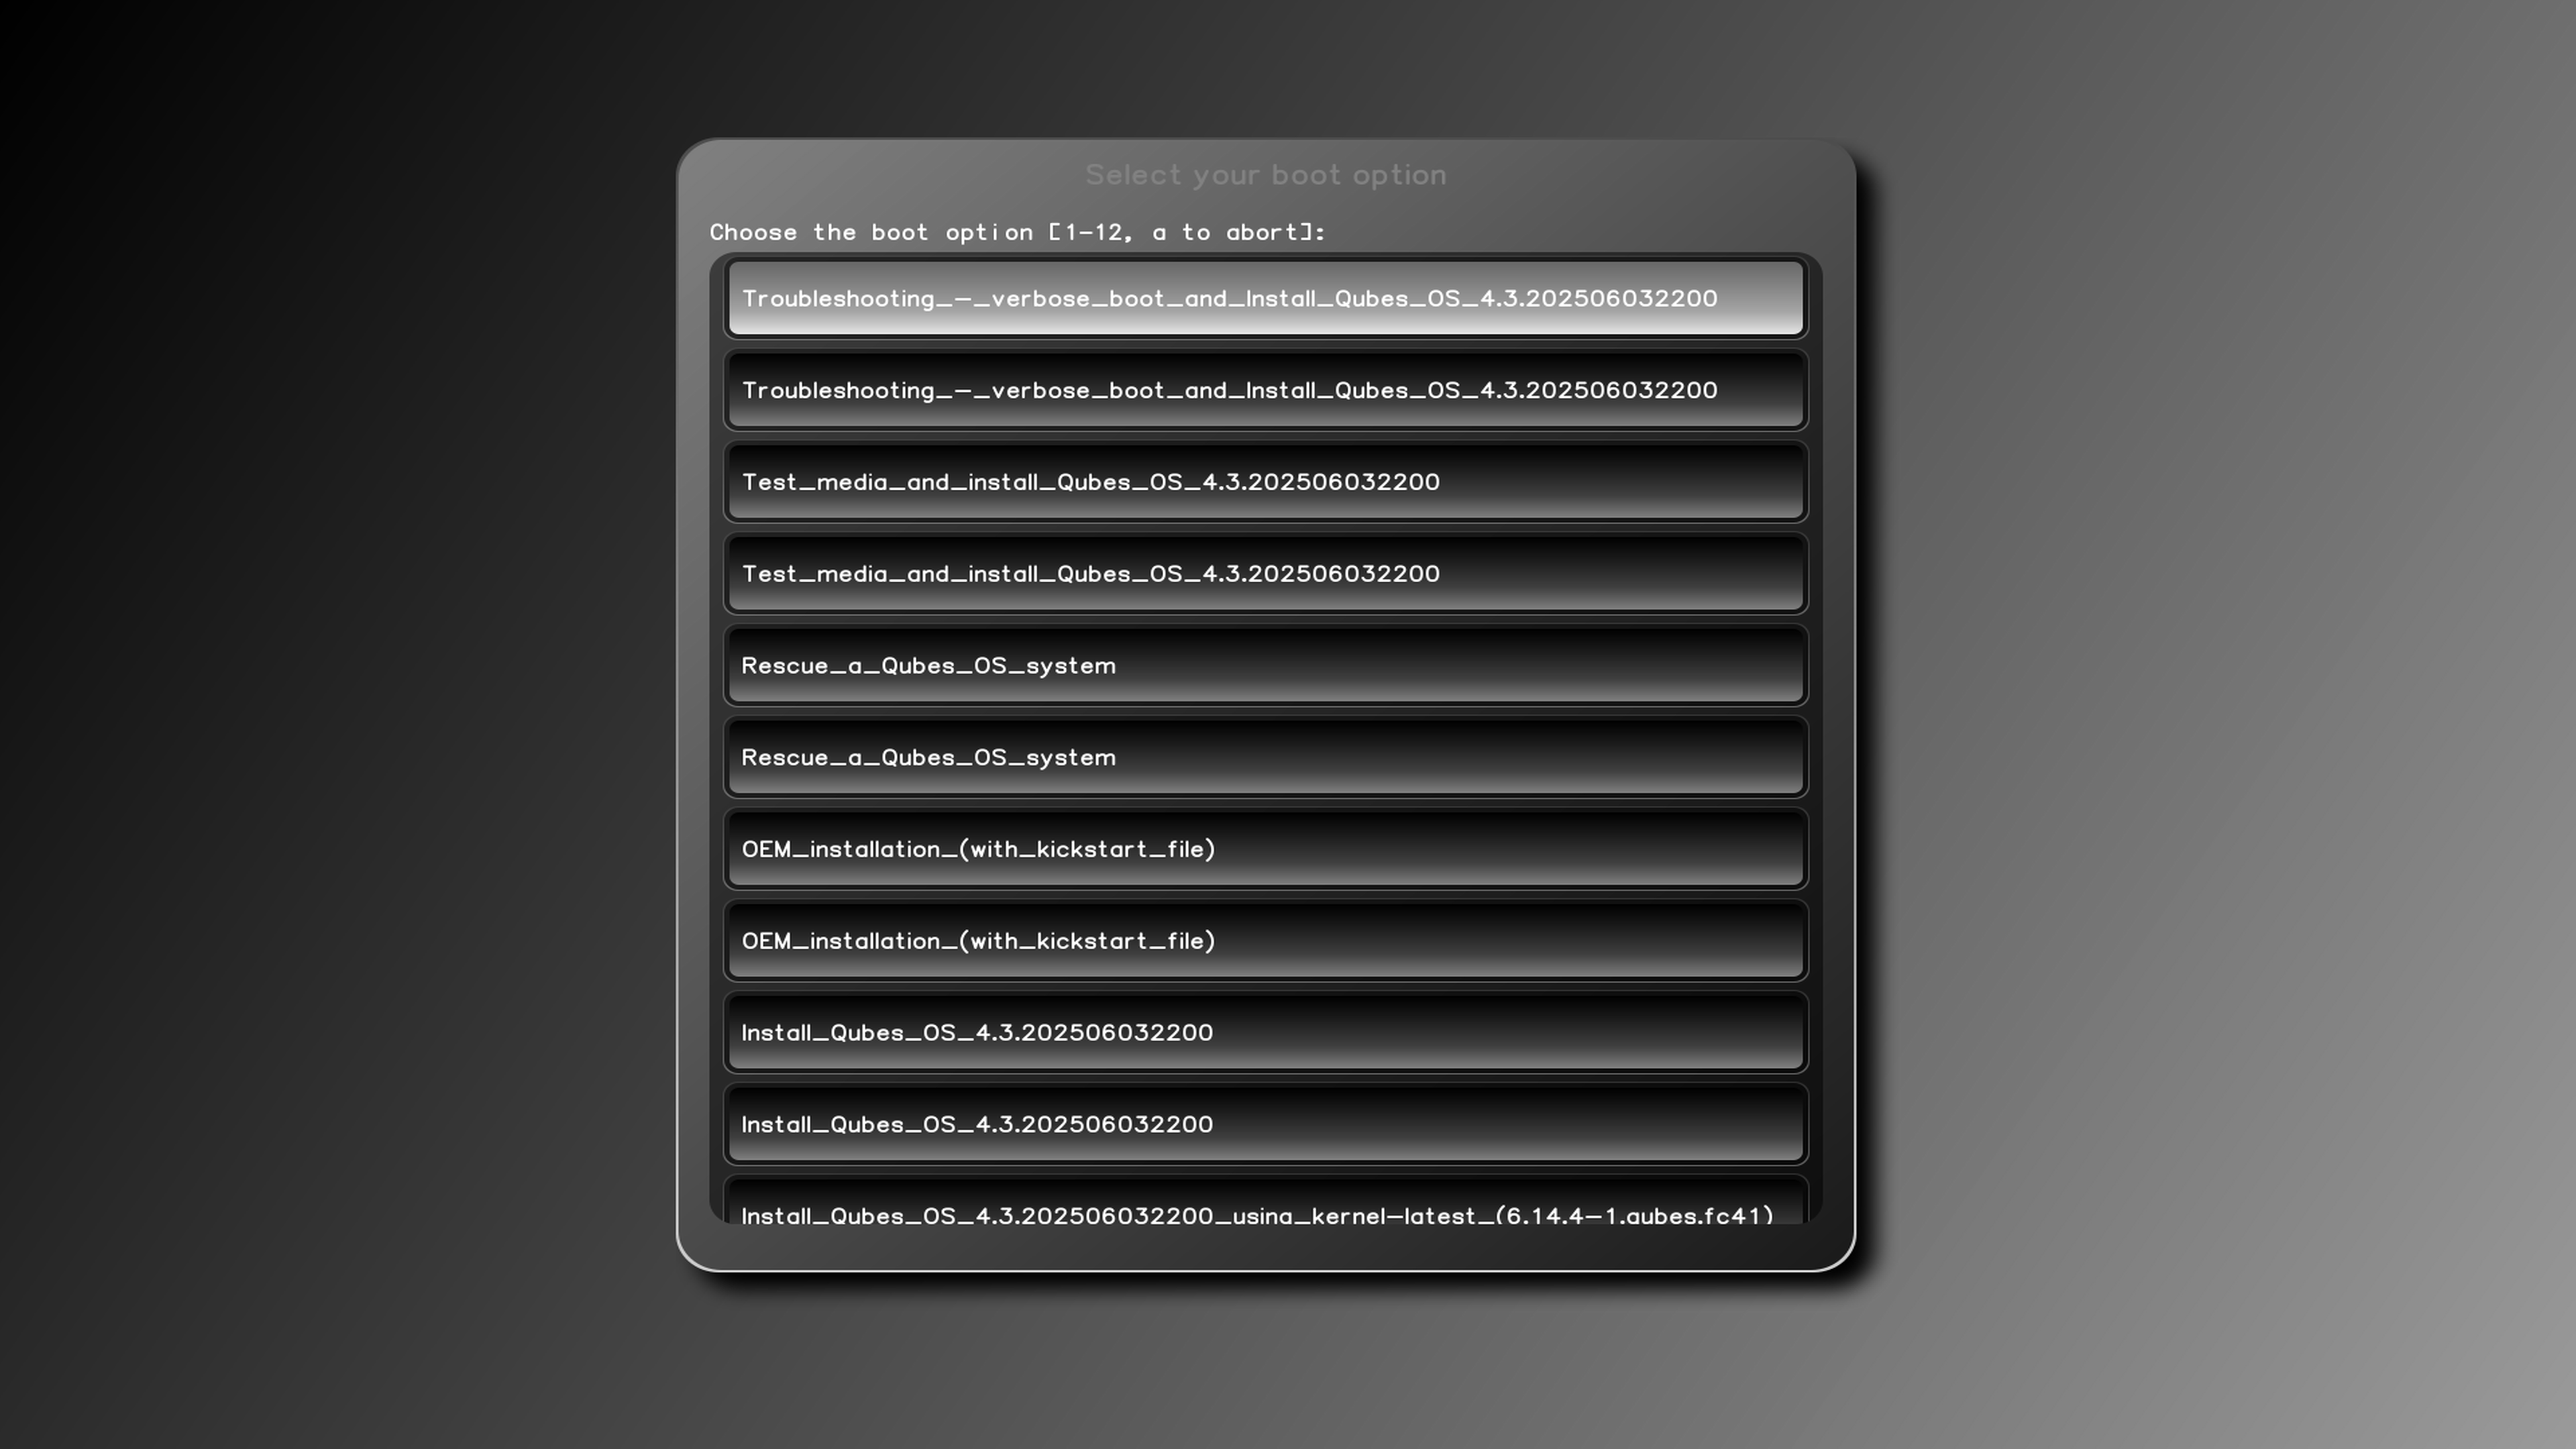 Select your boot option
Choose the boot option [1-12, a to abort]:
Troubleshooting_-_verbose_boot_and_Install_Qubes_OS_4.3.202506032200
Troubleshooting_-_verbose_boot_and_Install_Qubes_OS_4.3.202506032200
Test_media_and_install_Qubes_OS_4.3.202506032200
Test_media_and_install_Qubes_OS_4.3.202506032200
Rescue_a_Qubes_OS_system
Rescue_a_Qubes_OS_system
OEM_installation_(with_kickstart_file)
OEM_installation_(with_kickstart_file)
Install_Qubes_OS_4.3.202506032200
Install_Qubes_OS_4.3.202506032200
Install_Qubes_OS_4.3.202506032200_using_kernel-latest_(6.14.4-1.qubes.fc41)